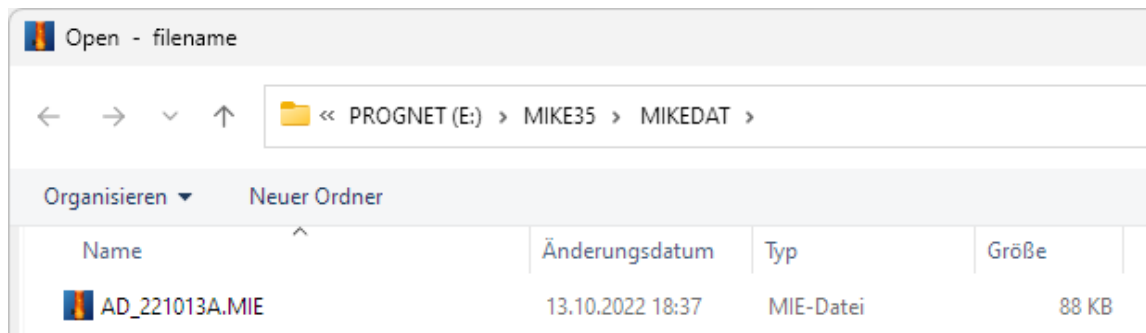 Open - filename
« PROGNET (E:) > MIKE35 > MIKEDAT >
Organisieren Neuer Ordner
Name Änderungsdatum Typ Größe
AD_221013A.MIE 13.10.2022 18:37 MIE-Datei 88 KB